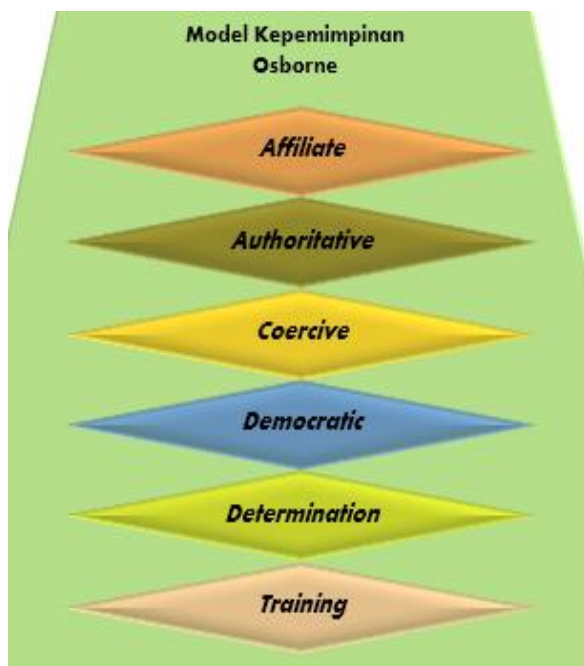 Model Kepemimpinan
Osborne
Affiliate
Authoritative
Coercive
Democratic
Determination
Training